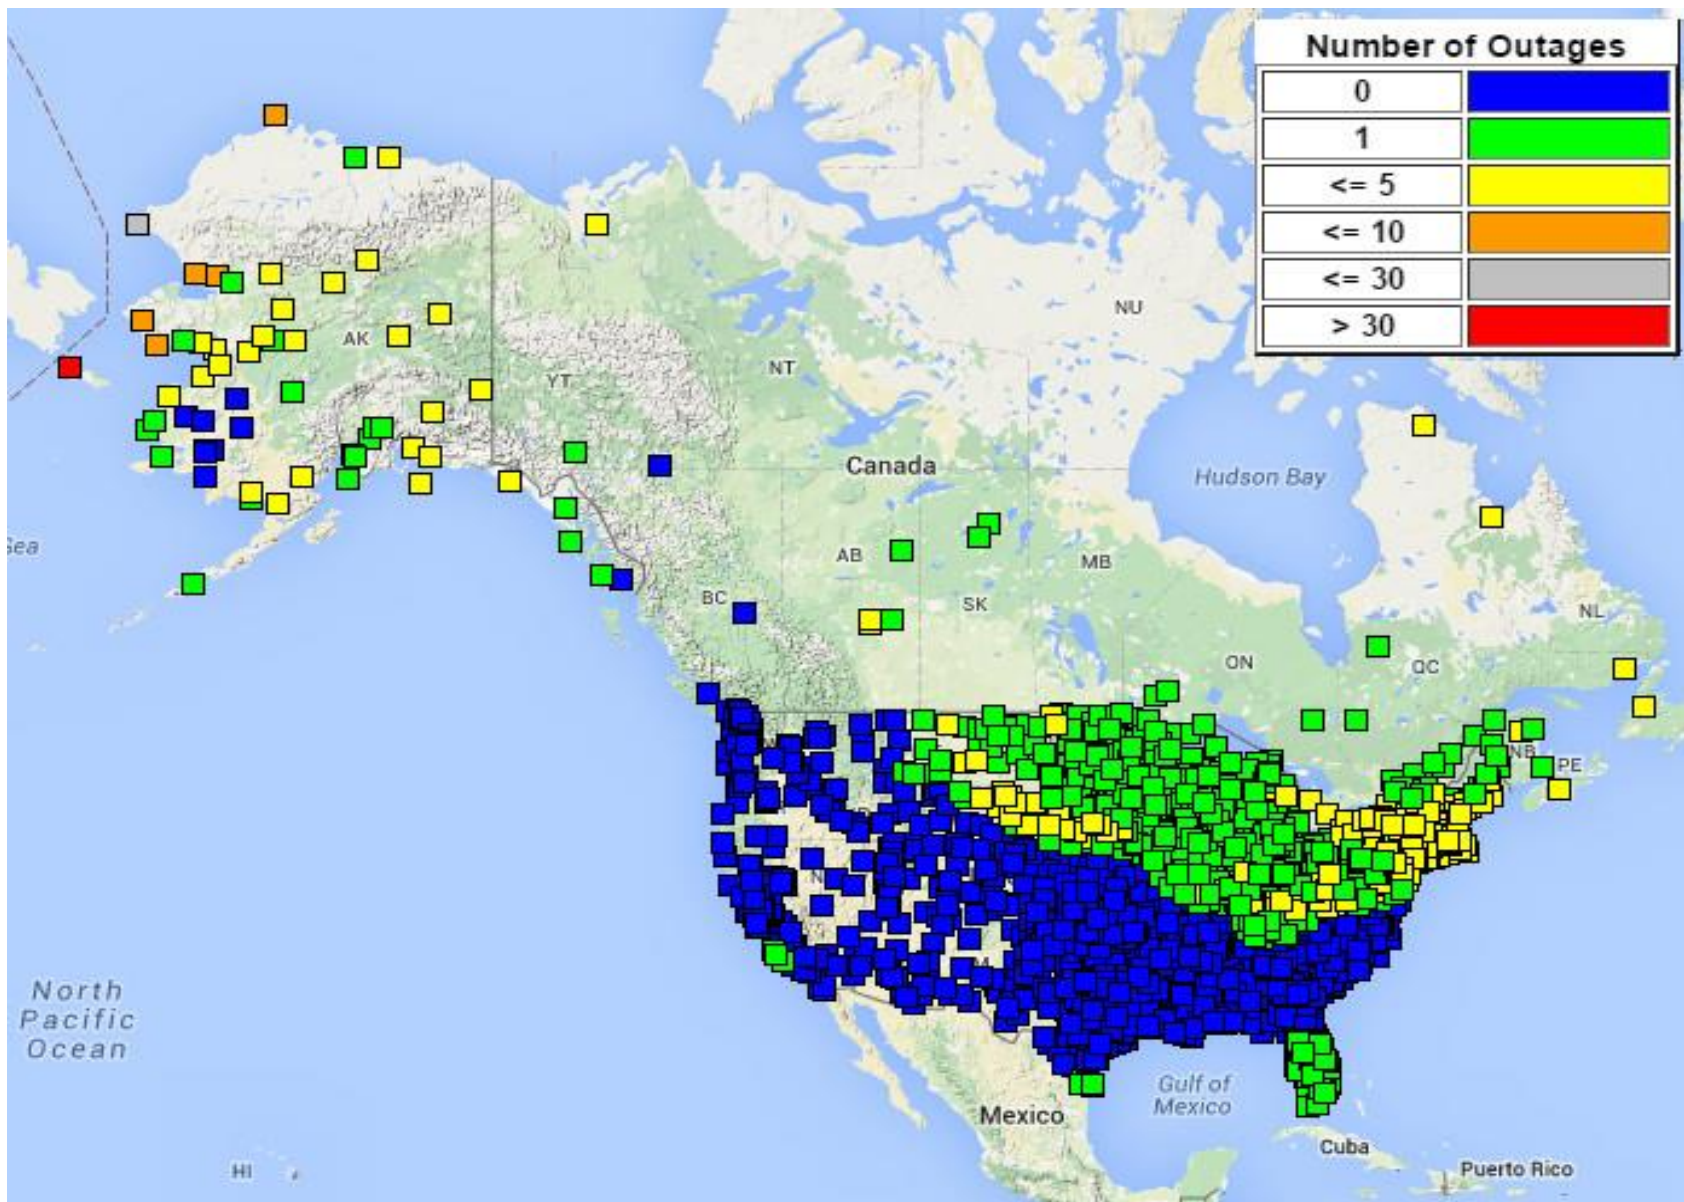 Number of Outages
0
1
<= 5
<= 10
<= 30
> 30
NU
AK
NT
YT
Canada
Hudson Bay
Sea
AB
MB
BC
SK
NL
ON
QC
NB
PE
North
Pacific
Ocean
Gulf of
Mexico
Mexico
Cuba
HI
Puerto Rico